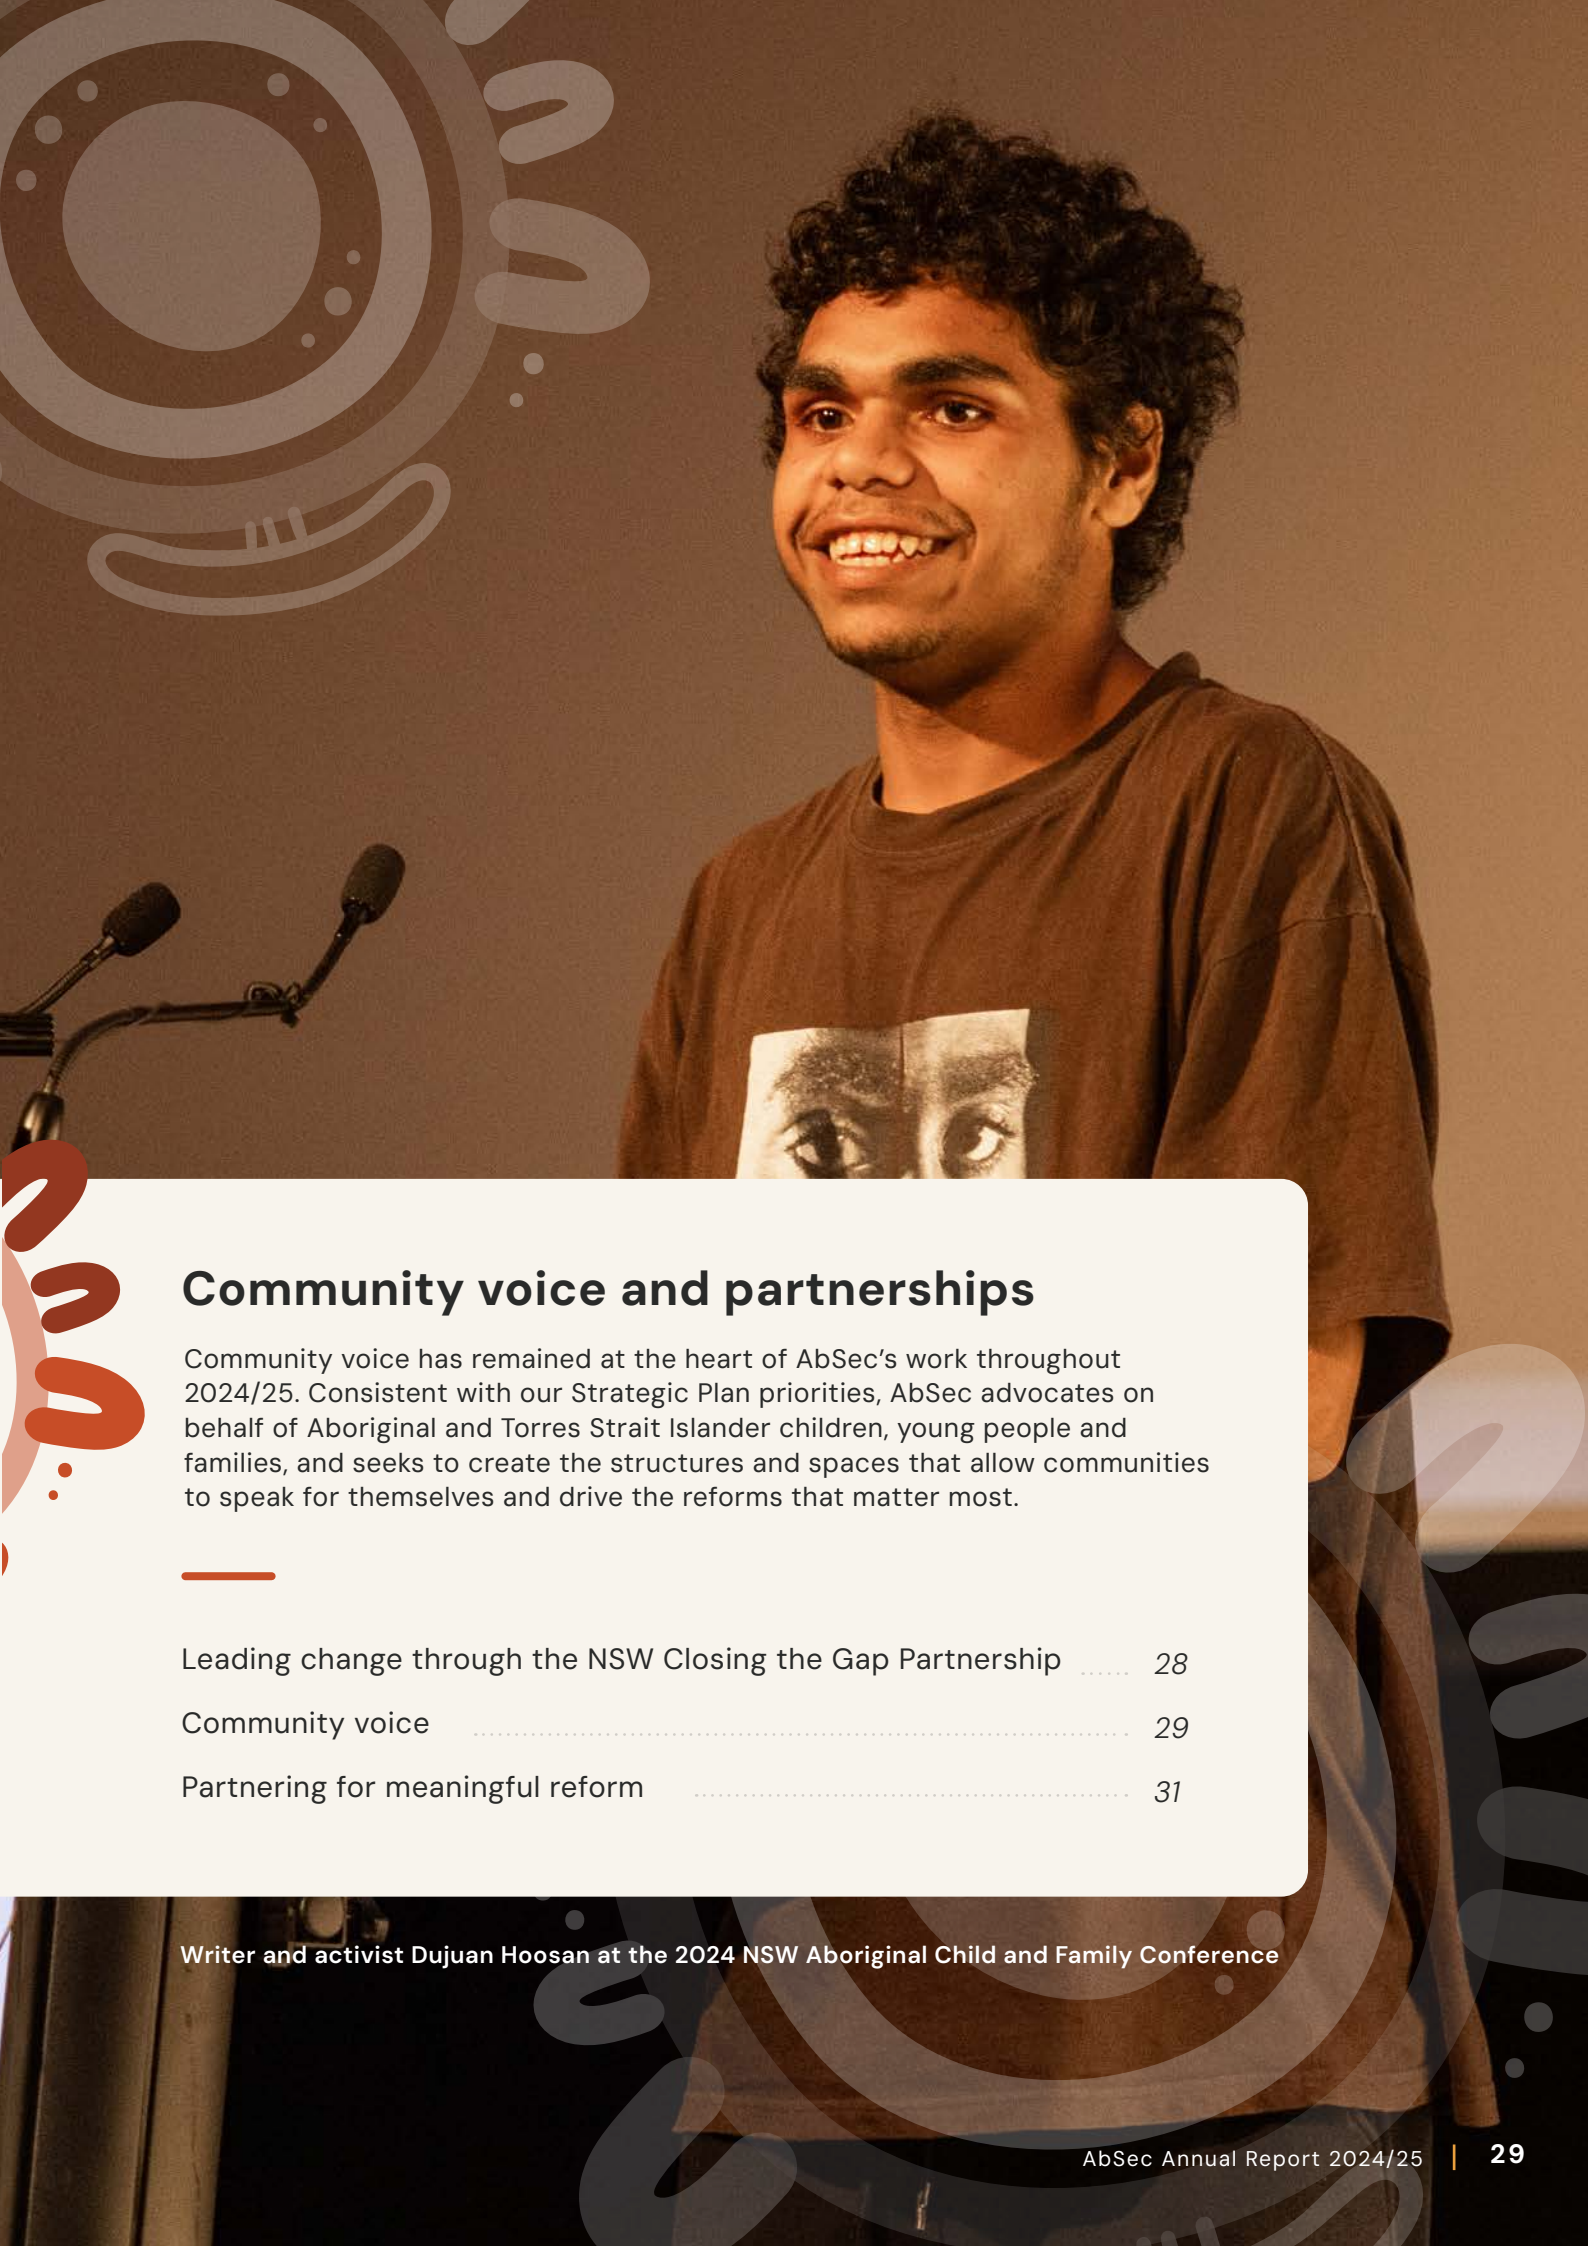 Community voice and partnerships
Community voice has remained at the heart of AbSec’s work throughout
2024/25. Consistent with our Strategic Plan priorities, AbSec advocates on
behalf of Aboriginal and Torres Strait Islander children, young people and
families, and seeks to create the structures and spaces that allow communities
to speak for themselves and drive the reforms that matter most.
Leading change through the NSW Closing the Gap Partnership ...... 28
Community voice ...... 29
Partnering for meaningful reform ...... 31
Writer and activist Dujuan Hoosan at the 2024 NSW Aboriginal Child and Family Conference
AbSec Annual Report 2024/25 | 29